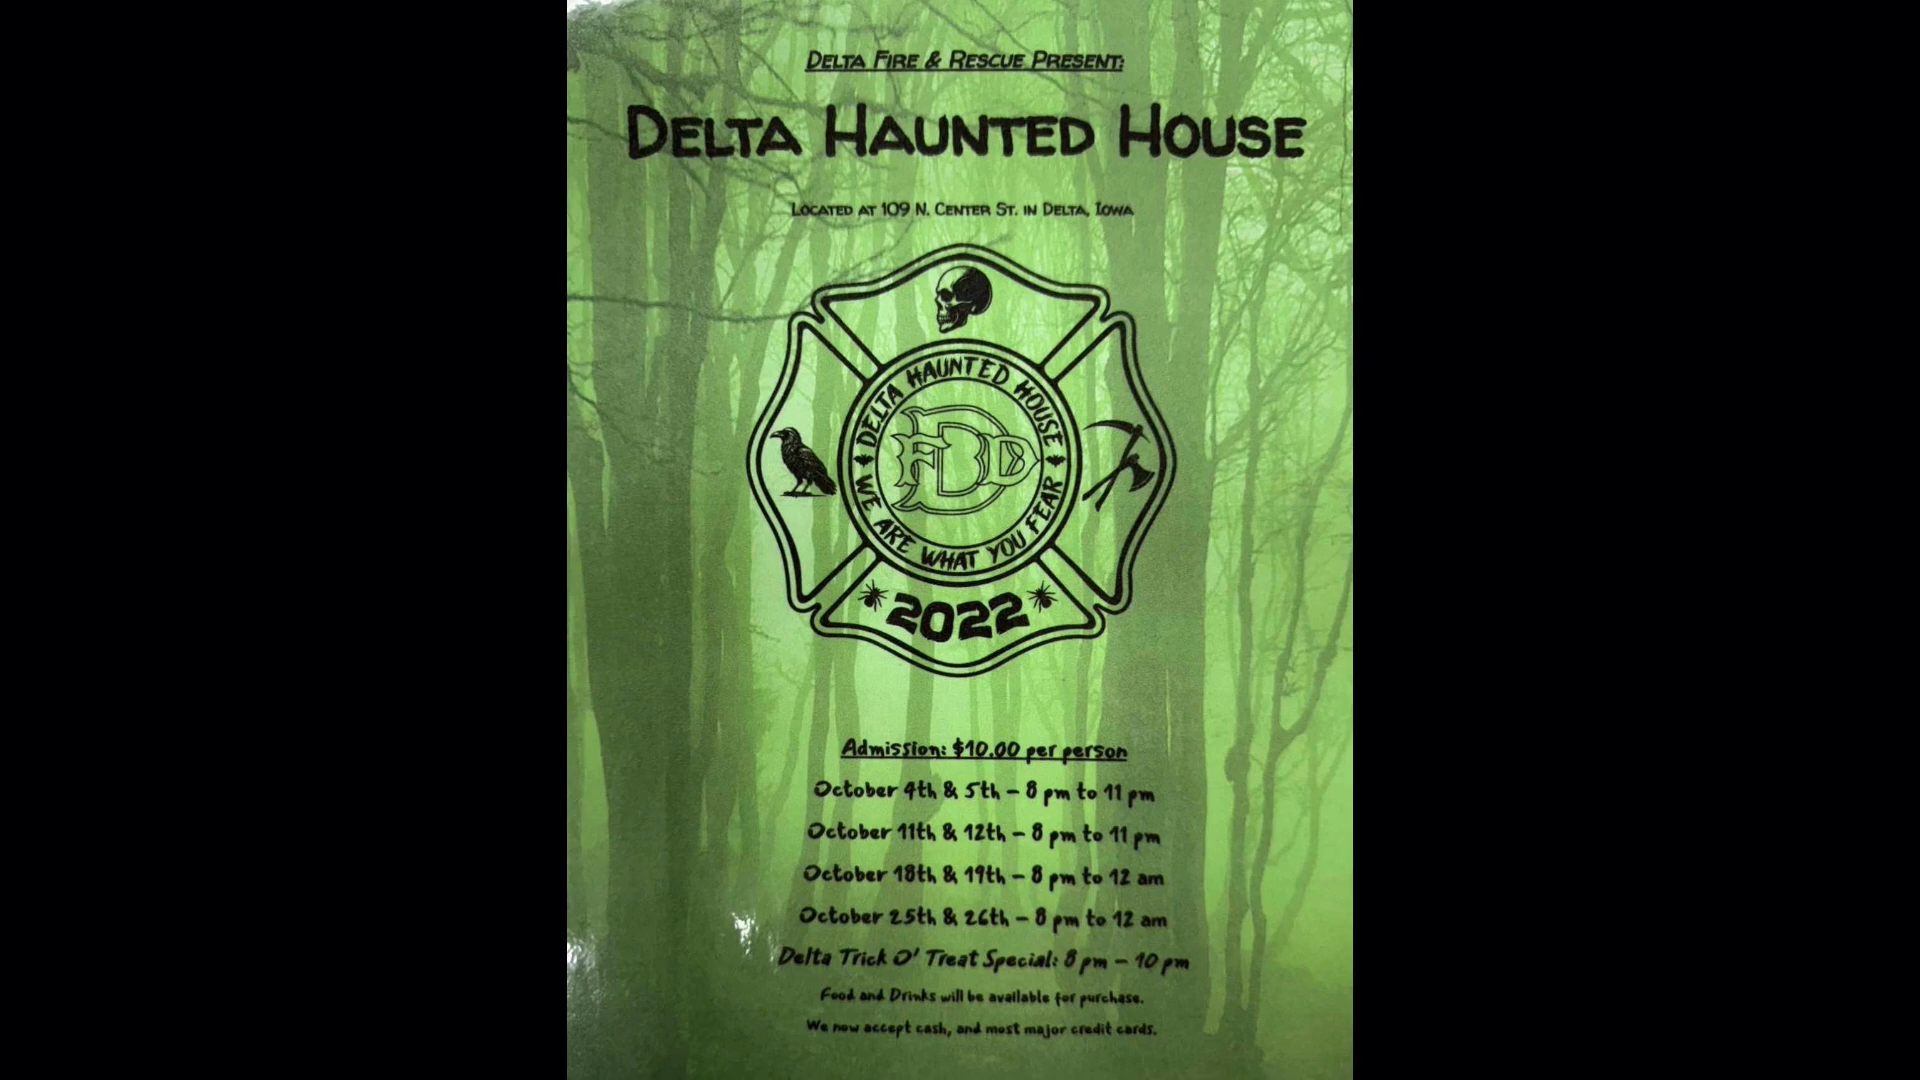 DELTA FIRE & RESCUE PRESENT:
DELTA HAUNTED HOUSE
LOCATED AT 109 N. CENTER ST. IN DELTA, IOWA
DELTA HAUNTED HOUSE
FDD
WE ARE WHAT YOU FEAR
2022
Admission: $10.00 per person
October 4th & 5th – 8 pm to 11 pm
October 11th & 12th – 8 pm to 11 pm
October 18th & 19th – 8 pm to 12 am
October 25th & 26th – 8 pm to 12 am
Delta Trick O' Treat Special: 8 pm – 10 pm
Food and Drinks will be available for purchase.
We now accept cash, and most major credit cards.